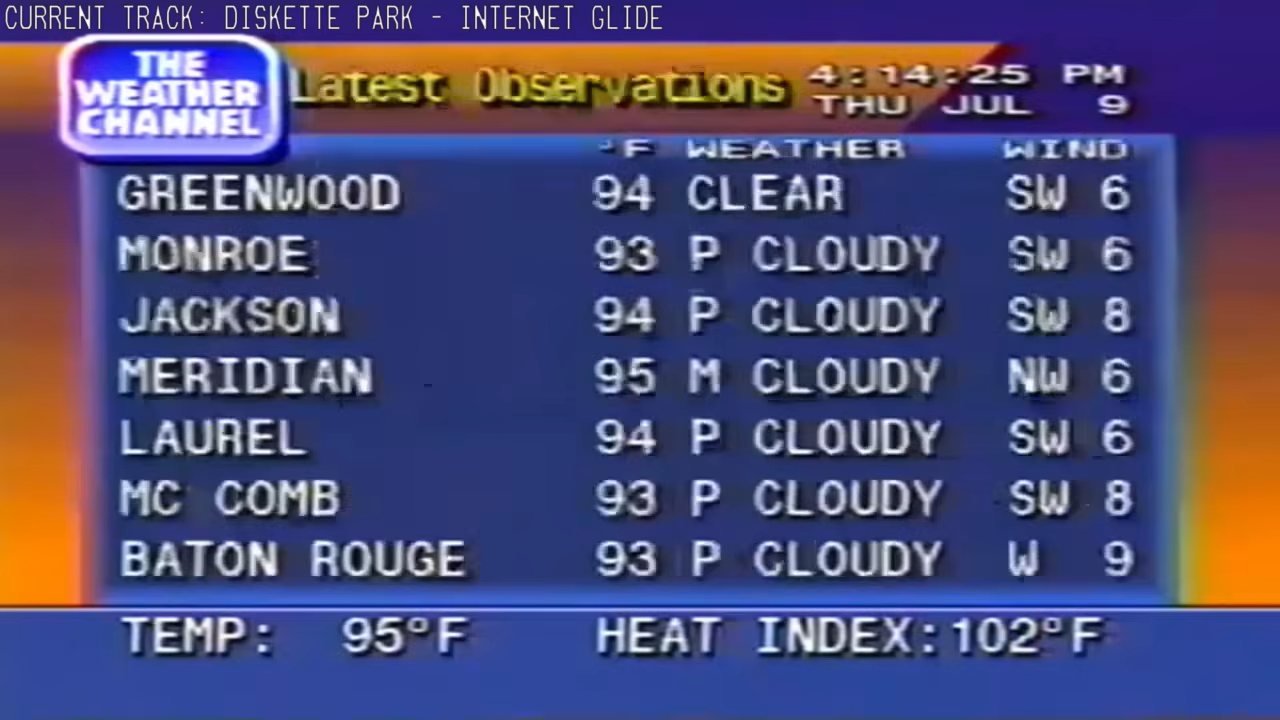 CURRENT TRACK: DISKETTE PARK - INTERNET GLIDE
THE
WEATHER
CHANNEL
Latest Observations
4:14:25 PM
THU JUL 9
°F WEATHER WIND
GREENWOOD 94 CLEAR SW 6
MONROE 93 P CLOUDY SW 6
JACKSON 94 P CLOUDY SW 8
MERIDIAN 95 M CLOUDY NW 6
LAUREL 94 P CLOUDY SW 6
MC COMB 93 P CLOUDY SW 8
BATON ROUGE 93 P CLOUDY W 9
TEMP: 95°F HEAT INDEX:102°F